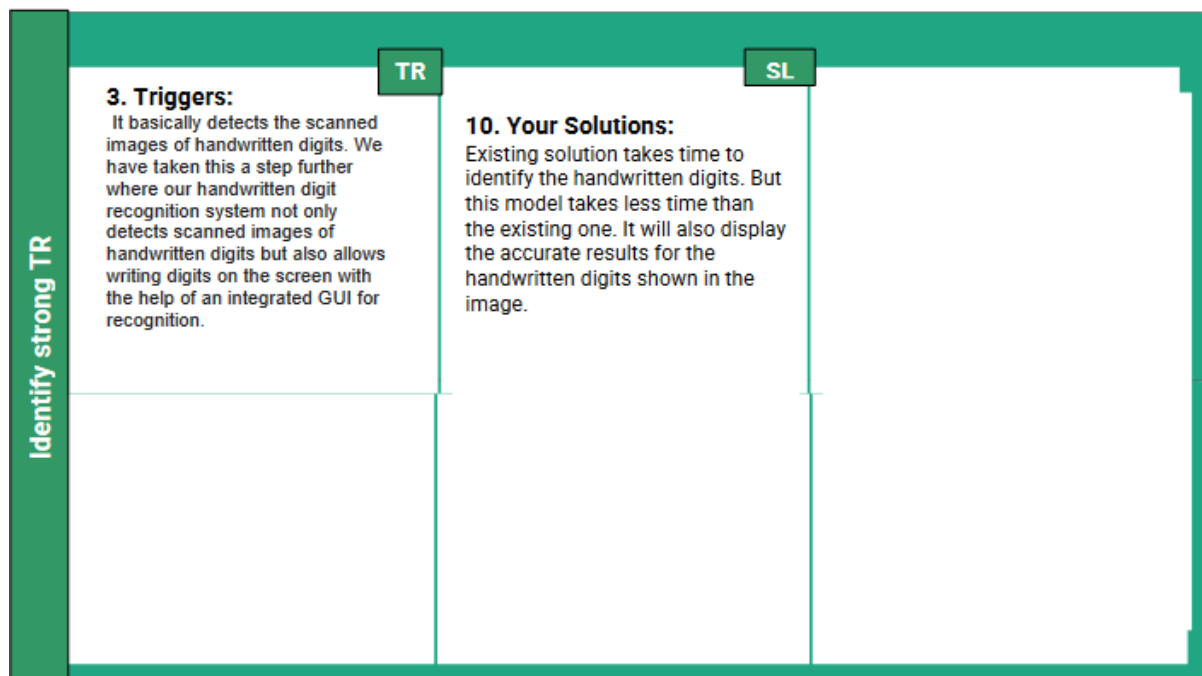 Identify strong TR
TR
3. Triggers:
It basically detects the scanned
images of handwritten digits. We
have taken this a step further
where our handwritten digit
recognition system not only
detects scanned images of
handwritten digits but also allows
writing digits on the screen with
the help of an integrated GUI for
recognition.
SL
10. Your Solutions:
Existing solution takes time to
identify the handwritten digits. But
this model takes less time than
the existing one. It will also display
the accurate results for the
handwritten digits shown in the
image.